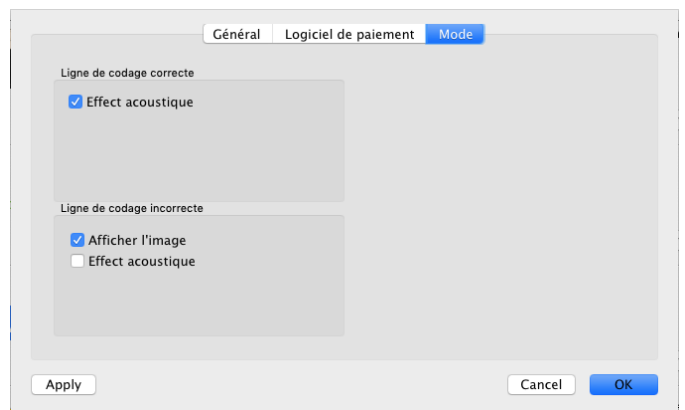 Général Logiciel de paiement Mode
Ligne de codage correcte
Effect acoustique
Ligne de codage incorrecte
Afficher l'image
Effect acoustique
Apply Cancel OK